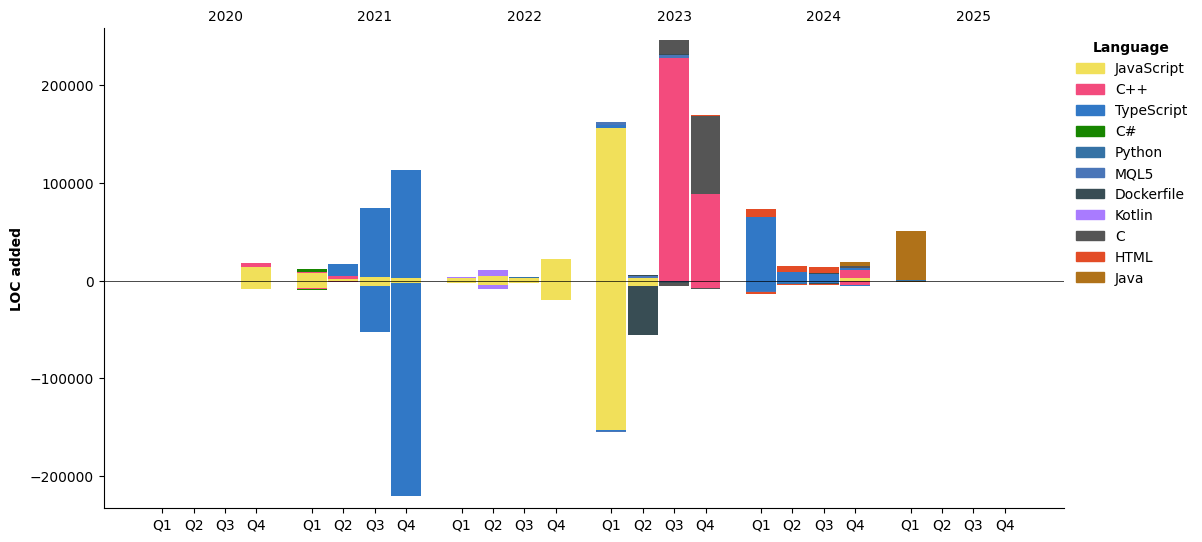 2020 2021 2022 2023 2024 2025
LOC added
200000
100000
0
−100000
−200000
Q1 Q2 Q3 Q4 Q1 Q2 Q3 Q4 Q1 Q2 Q3 Q4 Q1 Q2 Q3 Q4 Q1 Q2 Q3 Q4 Q1 Q2 Q3 Q4
Language
JavaScript
C++
TypeScript
C#
Python
MQL5
Dockerfile
Kotlin
C
HTML
Java